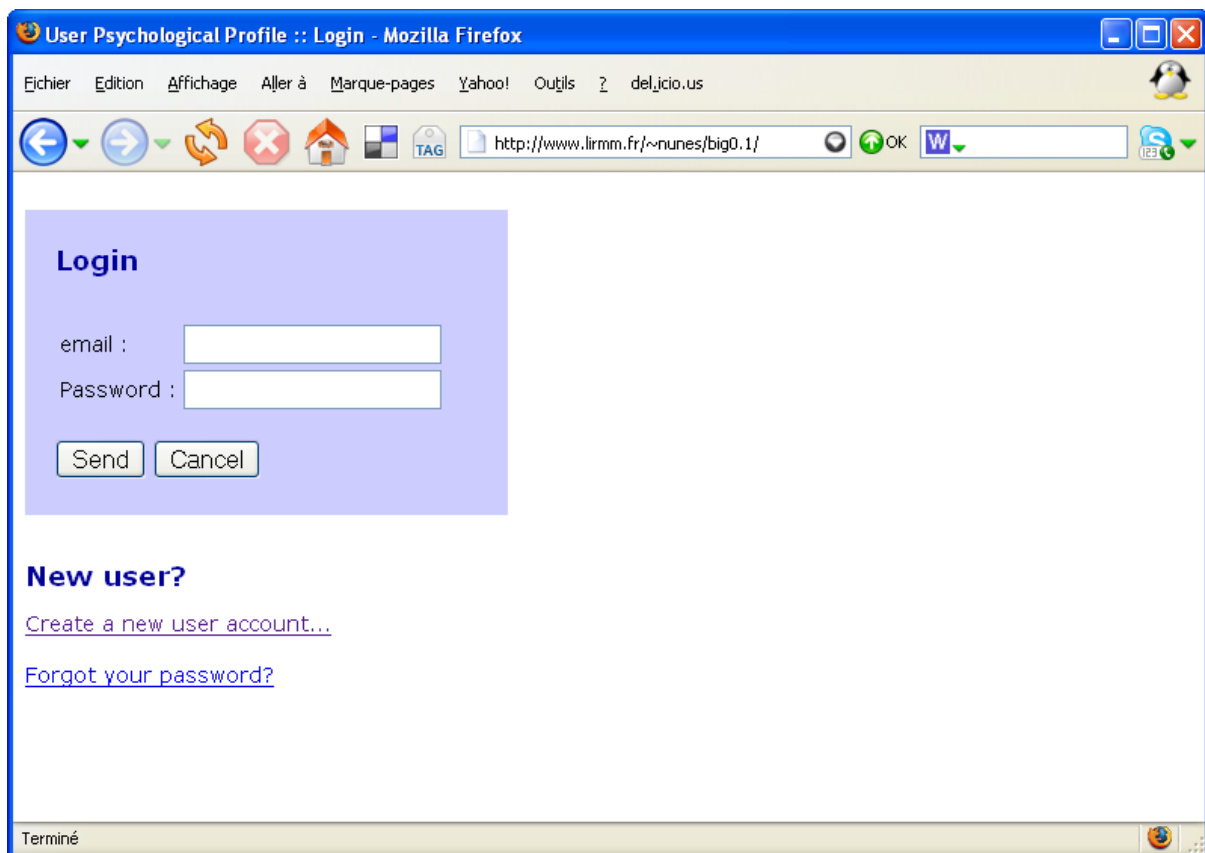 User Psychological Profile :: Login - Mozilla Firefox
Fichier Edition Affichage Aller à Marque-pages Yahoo! Outils ? del.icio.us
TAG http://www.lirmm.fr/~nunes/big0.1/ OK W 123
Login
email :
Password :
Send Cancel
New user?
Create a new user account...
Forgot your password?
Terminé